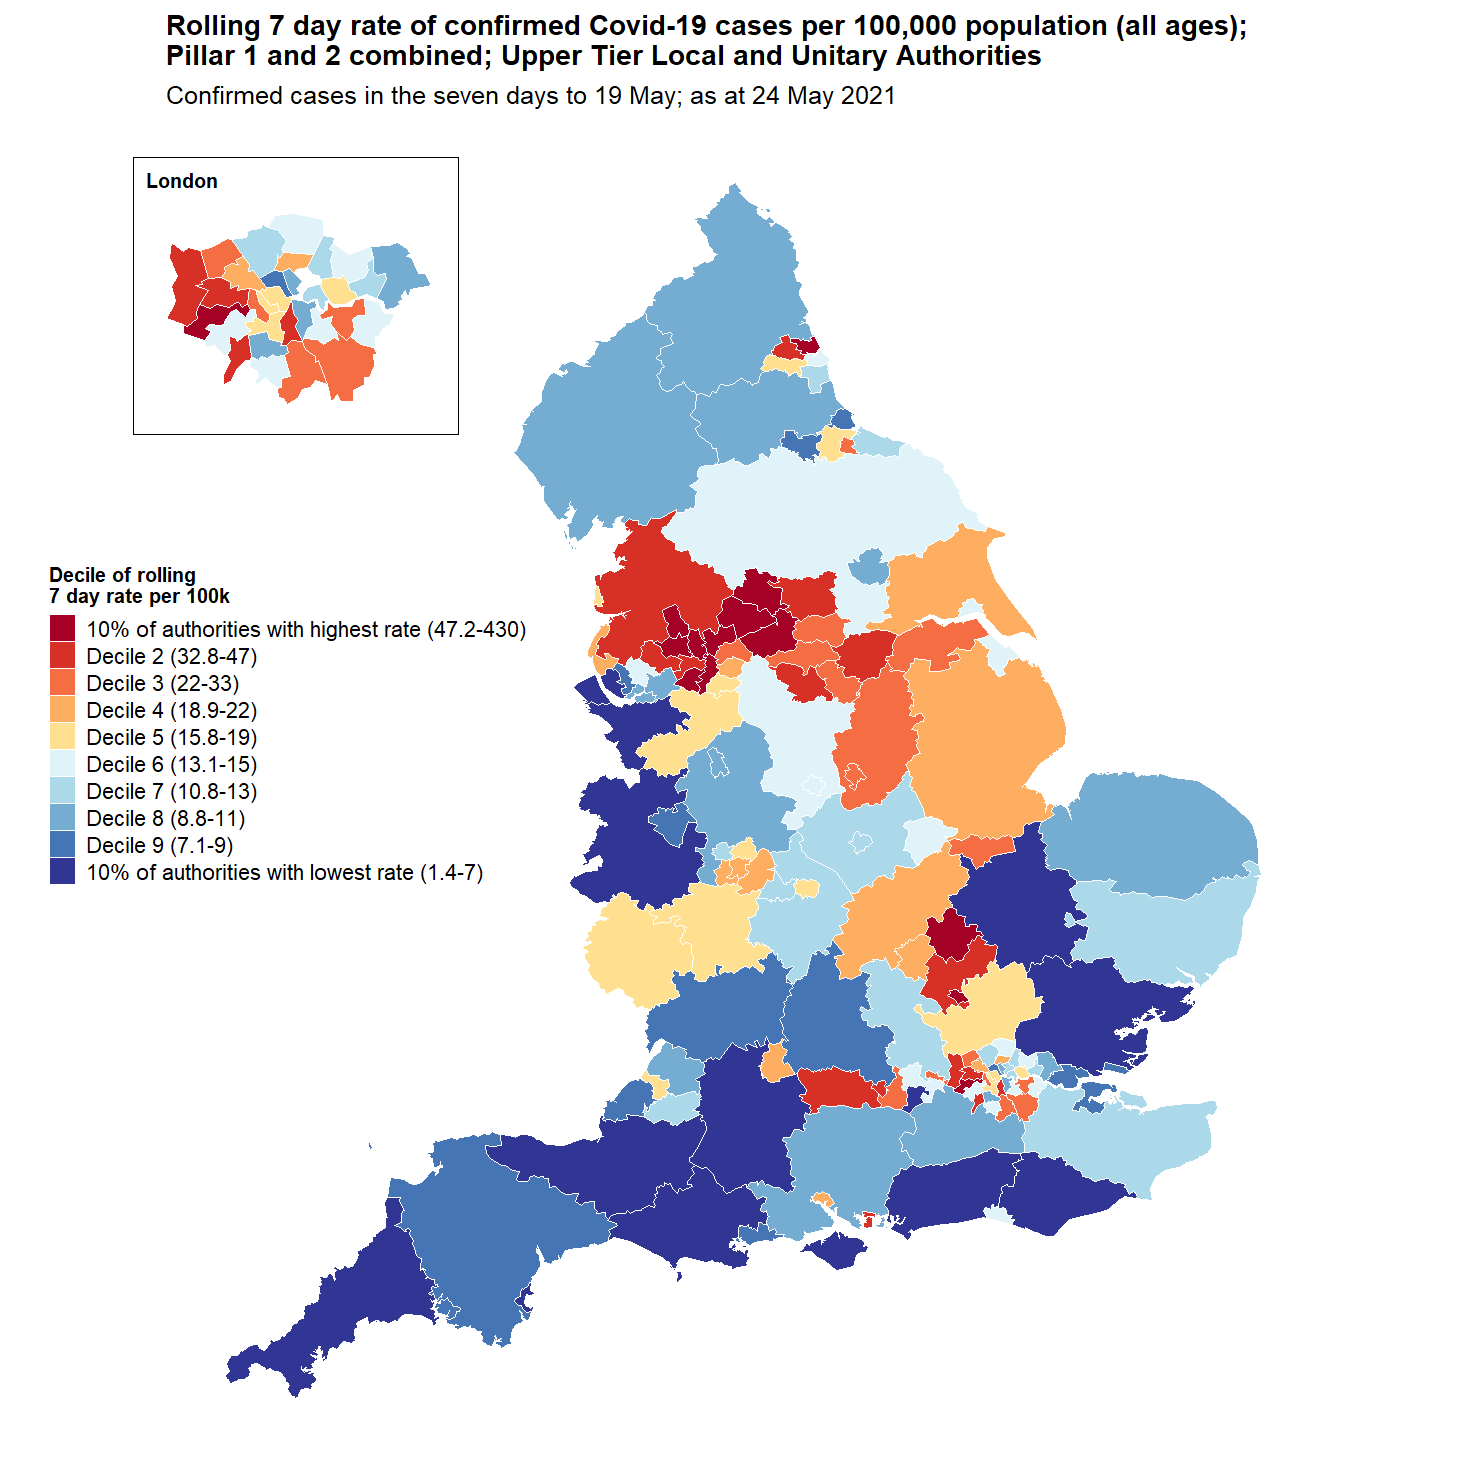 Rolling 7 day rate of confirmed Covid-19 cases per 100,000 population (all ages);
Pillar 1 and 2 combined; Upper Tier Local and Unitary Authorities
Confirmed cases in the seven days to 19 May; as at 24 May 2021
London
Decile of rolling
7 day rate per 100k
10% of authorities with highest rate (47.2-430)
Decile 2 (32.8-47)
Decile 3 (22-33)
Decile 4 (18.9-22)
Decile 5 (15.8-19)
Decile 6 (13.1-15)
Decile 7 (10.8-13)
Decile 8 (8.8-11)
Decile 9 (7.1-9)
10% of authorities with lowest rate (1.4-7)